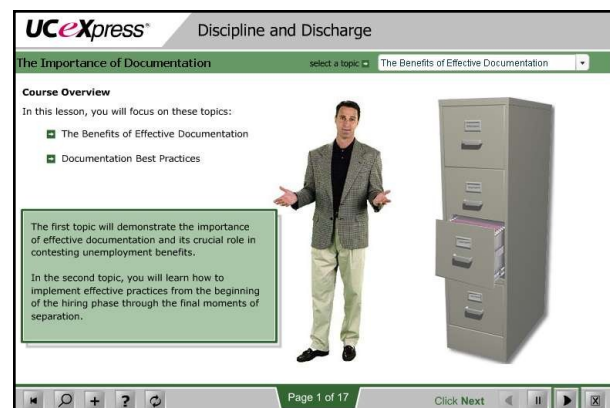 UCeXpress Discipline and Discharge
The Importance of Documentation select a topic The Benefits of Effective Documentation
Course Overview
In this lesson, you will focus on these topics:
The Benefits of Effective Documentation
Documentation Best Practices
The first topic will demonstrate the importance
of effective documentation and its crucial role in
contesting unemployment benefits.
In the second topic, you will learn how to
implement effective practices from the beginning
of the hiring phase through the final moments of
separation.
Page 1 of 17 Click Next